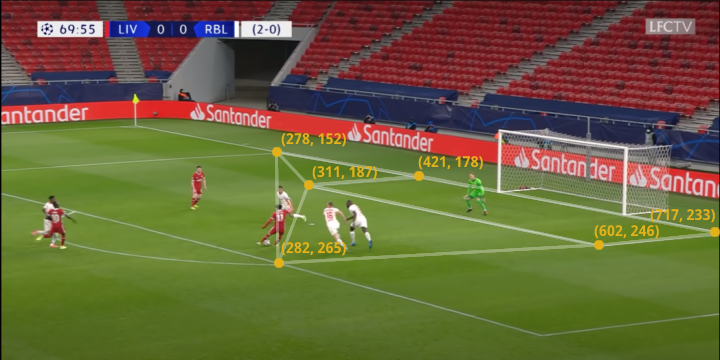 69:55 LIV 0 0 RBL (2-0)
LFCTV
Santander
Santander
Santander
Santander
Santan
(278, 152)
(311, 187)
(421, 178)
(282, 265)
(717, 233)
(602, 246)